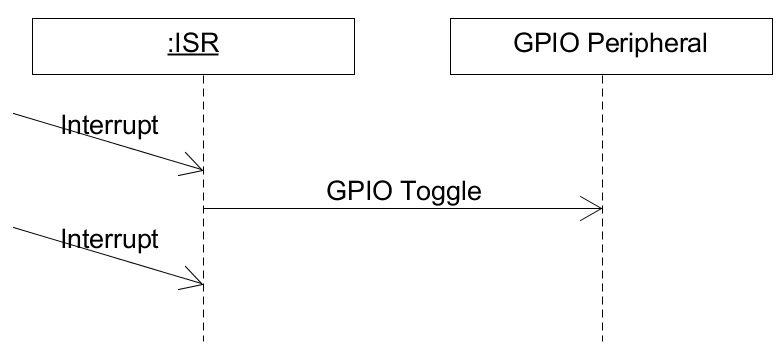 :ISR
GPIO Peripheral
Interrupt
GPIO Toggle
Interrupt